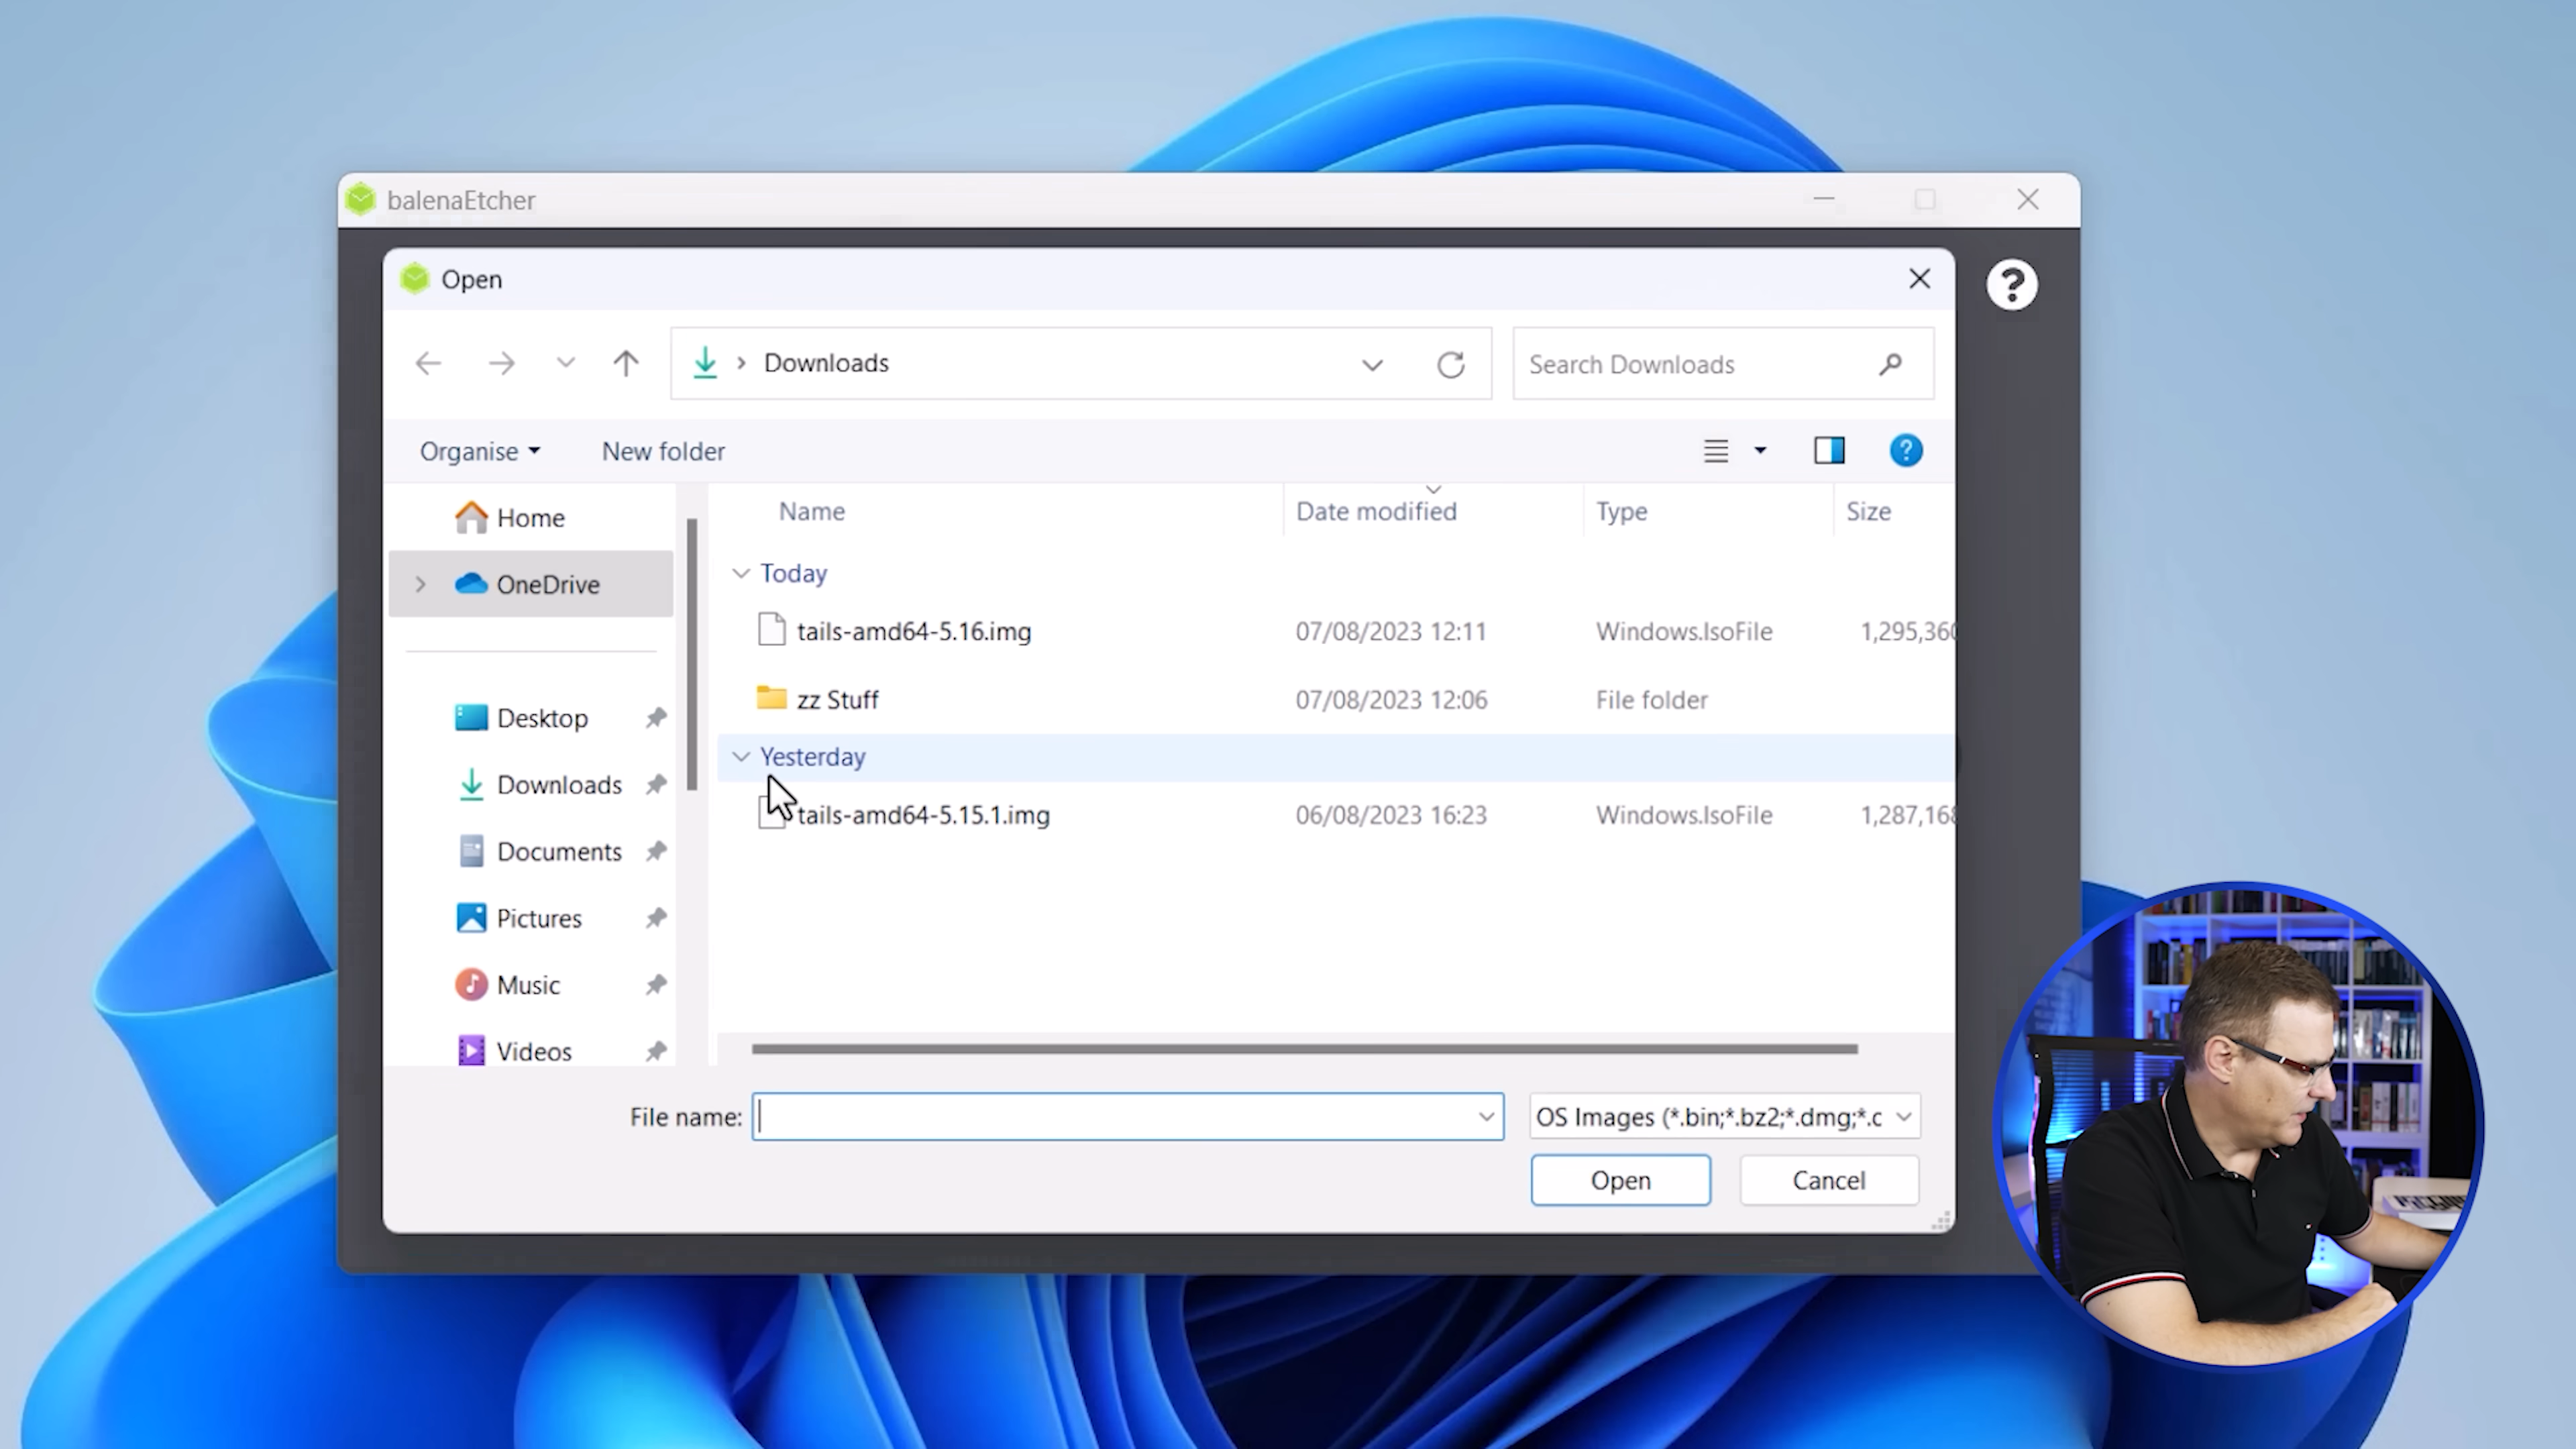 balenaEtcher
Open
Downloads
Search Downloads
Organise
New folder
Name
Date modified
Type
Size
Home
OneDrive
Desktop
Downloads
Documents
Pictures
Music
Videos
Today
tails-amd64-5.16.img 07/08/2023 12:11 Windows.IsoFile 1,295,360
zz Stuff 07/08/2023 12:06 File folder
Yesterday
tails-amd64-5.15.1.img 06/08/2023 16:23 Windows.IsoFile 1,287,168
File name:
OS Images (*.bin;*.bz2;*.dmg;*.c
Open
Cancel